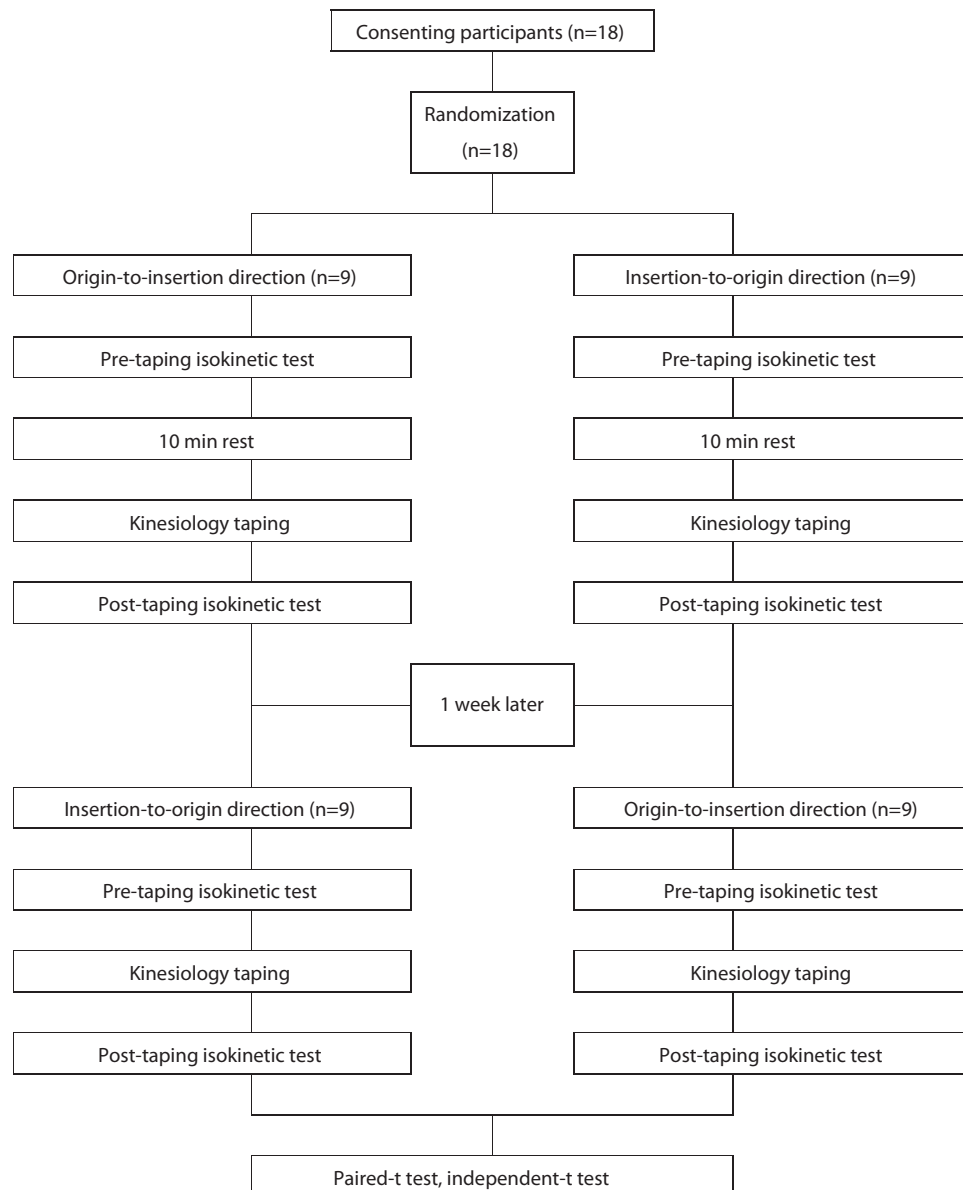 Consenting participants (n=18)
Randomization
(n=18)
Origin-to-insertion direction (n=9)
Insertion-to-origin direction (n=9)
Pre-taping isokinetic test
Pre-taping isokinetic test
10 min rest
10 min rest
Kinesiology taping
Kinesiology taping
Post-taping isokinetic test
Post-taping isokinetic test
1 week later
Insertion-to-origin direction (n=9)
Origin-to-insertion direction (n=9)
Pre-taping isokinetic test
Pre-taping isokinetic test
Kinesiology taping
Kinesiology taping
Post-taping isokinetic test
Post-taping isokinetic test
Paired-t test, independent-t test